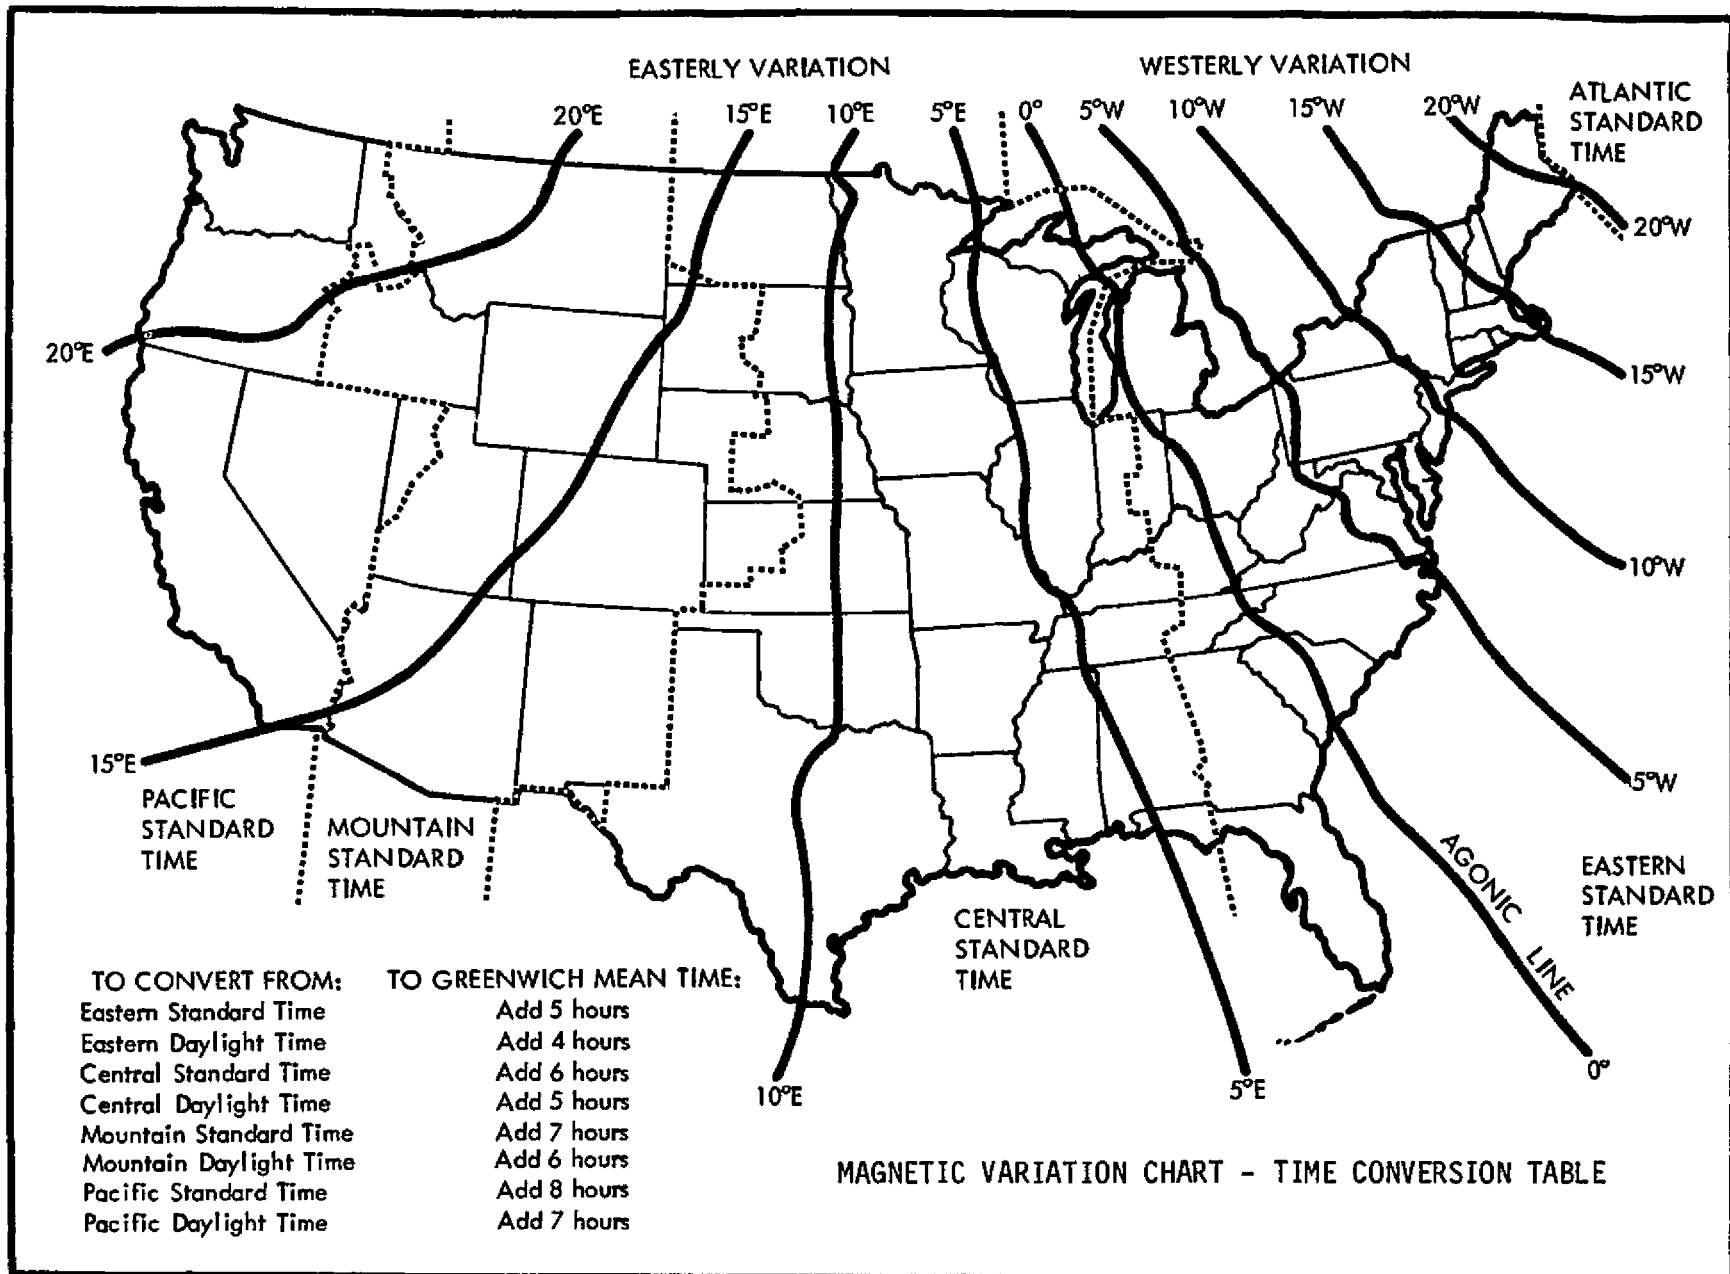 EASTERLY VARIATION
WESTERLY VARIATION
20°E
15°E
10°E
5°E
0°
5°W
10°W
15°W
20°W
ATLANTIC
STANDARD
TIME
20°W
20°E
15°W
10°W
15°E
5°W
PACIFIC
STANDARD
TIME
MOUNTAIN
STANDARD
TIME
CENTRAL
STANDARD
TIME
AGONIC LINE
EASTERN
STANDARD
TIME
10°E
5°E
0°
TO CONVERT FROM: TO GREENWICH MEAN TIME:
Eastern Standard Time Add 5 hours
Eastern Daylight Time Add 4 hours
Central Standard Time Add 6 hours
Central Daylight Time Add 5 hours
Mountain Standard Time Add 7 hours
Mountain Daylight Time Add 6 hours
Pacific Standard Time Add 8 hours
Pacific Daylight Time Add 7 hours
MAGNETIC VARIATION CHART - TIME CONVERSION TABLE